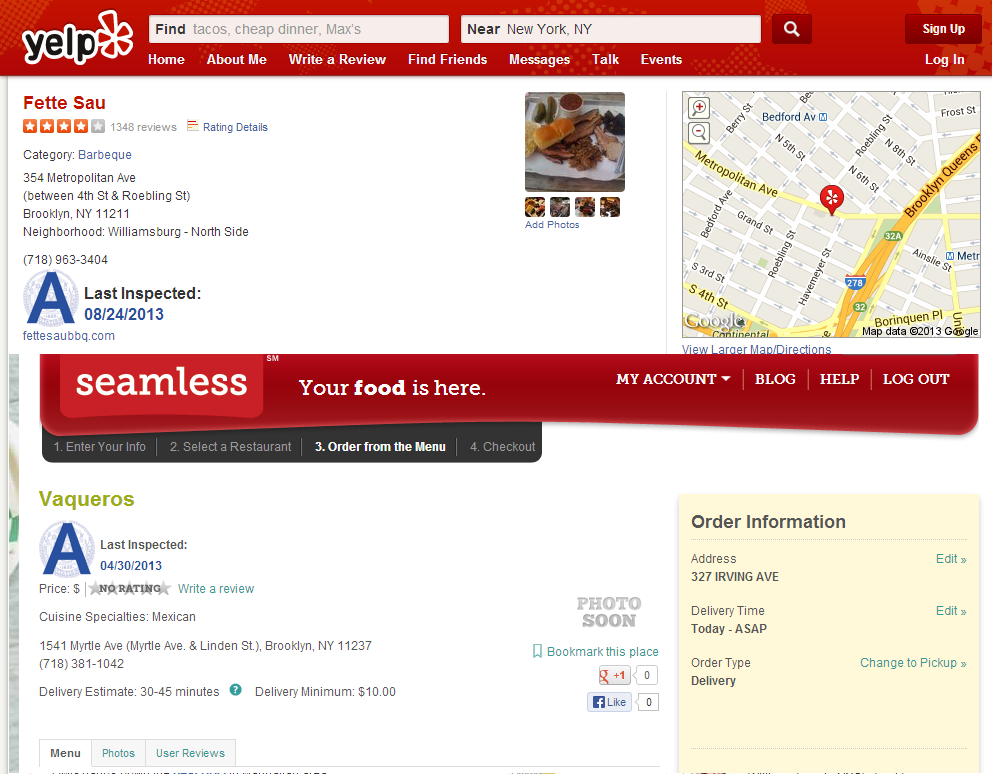 yelp
Find tacos, cheap dinner, Max's
Near New York, NY
Sign Up
Home About Me Write a Review Find Friends Messages Talk Events Log In
Fette Sau
1348 reviews Rating Details
Category: Barbeque
354 Metropolitan Ave
(between 4th St & Roebling St)
Brooklyn, NY 11211
Neighborhood: Williamsburg - North Side
(718) 963-3404
A
Last Inspected:
08/24/2013
fettesaubbq.com
Add Photos
Berry St
Bedford Av M
Frost St
Roebling St
N 5th St
N 8th St
Metropolitan Ave
N 6th St
Brooklyn Queens
Bedford Ave
Grand St
32A
Roebling St
Havemeyer St
Ainslie St
M Metr
S 3rd St
278
S 4th St
32
Borinquen Pl
Google
Continental
Map data ©2013 Google
View Larger Map/Directions
seamless SM
Your food is here.
MY ACCOUNT BLOG HELP LOG OUT
1. Enter Your Info 2. Select a Restaurant 3. Order from the Menu 4. Checkout
Vaqueros
A
Last Inspected:
04/30/2013
Price: $ NO RATING Write a review
Cuisine Specialties: Mexican
1541 Myrtle Ave (Myrtle Ave. & Linden St.), Brooklyn, NY 11237
(718) 381-1042
Delivery Estimate: 30-45 minutes ? Delivery Minimum: $10.00
PHOTO
SOON
Bookmark this place
g +1 0
f Like 0
Menu Photos User Reviews
Order Information
Address Edit »
327 IRVING AVE
Delivery Time Edit »
Today - ASAP
Order Type Change to Pickup »
Delivery